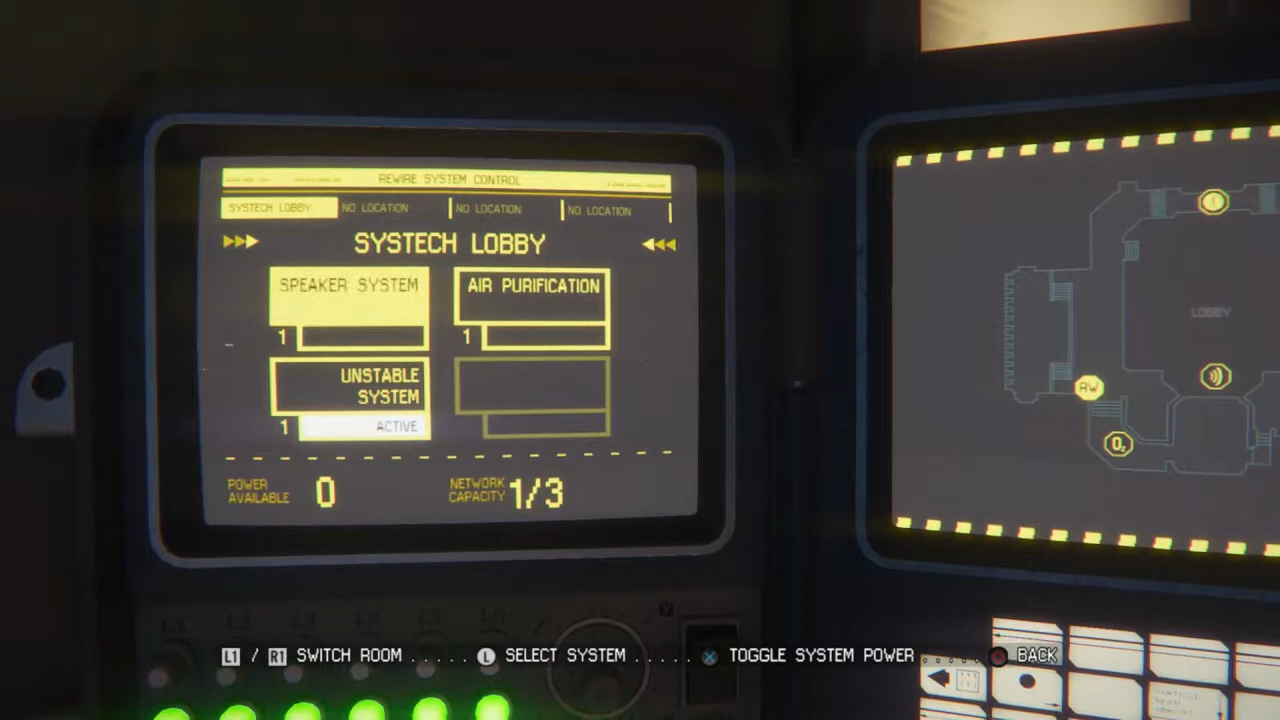 REWIRE SYSTEM CONTROL
SYSTECH LOBBY NO LOCATION NO LOCATION NO LOCATION
SYSTECH LOBBY
SPEAKER SYSTEM AIR PURIFICATION
1 1
UNSTABLE
SYSTEM
1 ACTIVE
POWER
AVAILABLE 0
NETWORK
CAPACITY 1/3
LOBBY
RW
O₂
L1 / R1 SWITCH ROOM ..... L SELECT SYSTEM ..... TOGGLE SYSTEM POWER ..... BACK